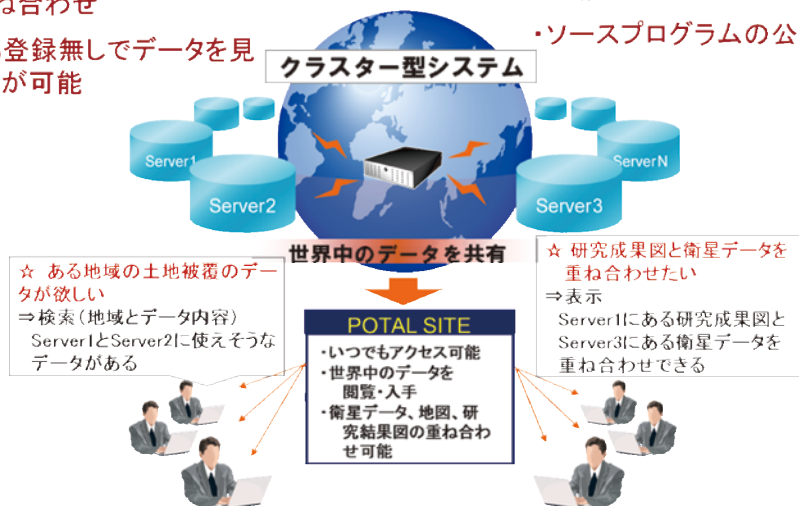 ね合わせ
登録無しでデータを見
が可能
・ソースプログラムの公
クラスター型システム
Server1
Server2
ServerN
Server3
世界中のデータを共有
☆ ある地域の土地被覆のデー
タが欲しい
⇒検索(地域とデータ内容)
Server1とServer2に使えそうな
データがある
☆ 研究成果図と衛星データを
重ね合わせたい
⇒表示
Server1にある研究成果図と
Server3にある衛星データを
重ね合わせできる
POTAL SITE
・いつでもアクセス可能
・世界中のデータを
閲覧・入手
・衛星データ、地図、研
究結果図の重ね合わ
せ可能